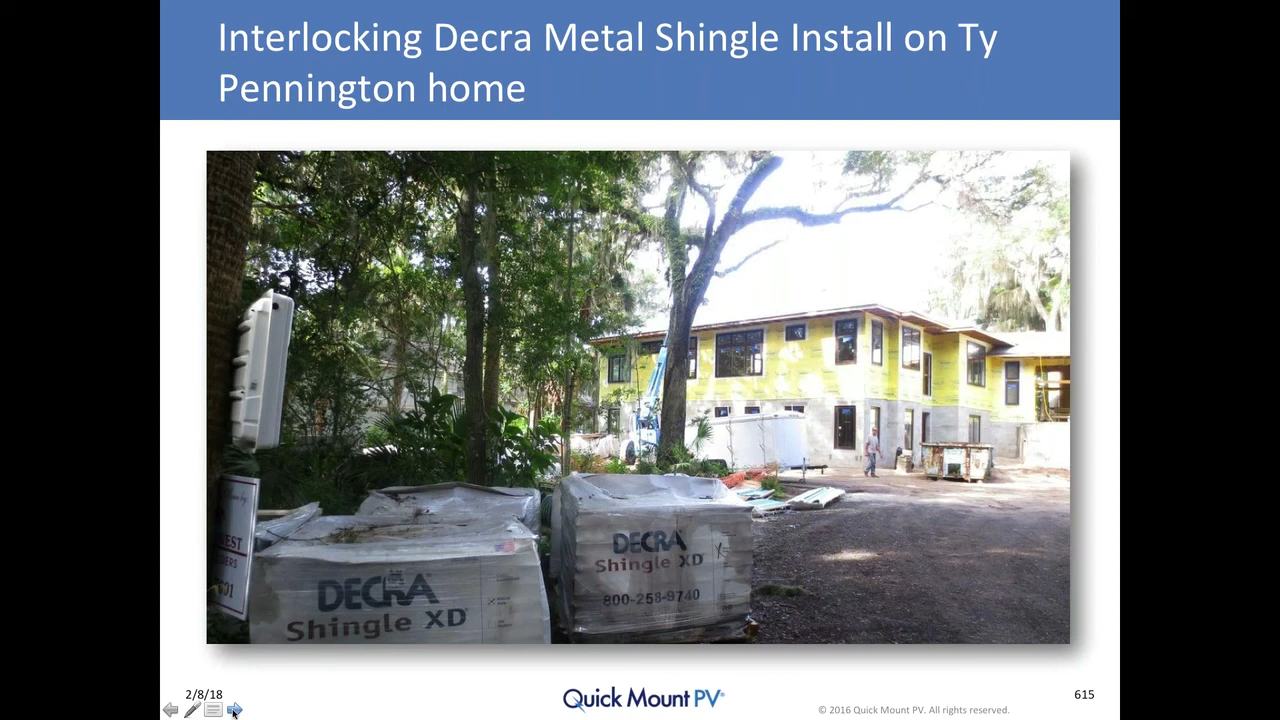 Interlocking Decra Metal Shingle Install on Ty
Pennington home
EST
DECRA
Shingle XD
DECRA
Shingle XD
800-258-9740
2/8/18
Quick Mount PV®
615
© 2016 Quick Mount PV. All rights reserved.